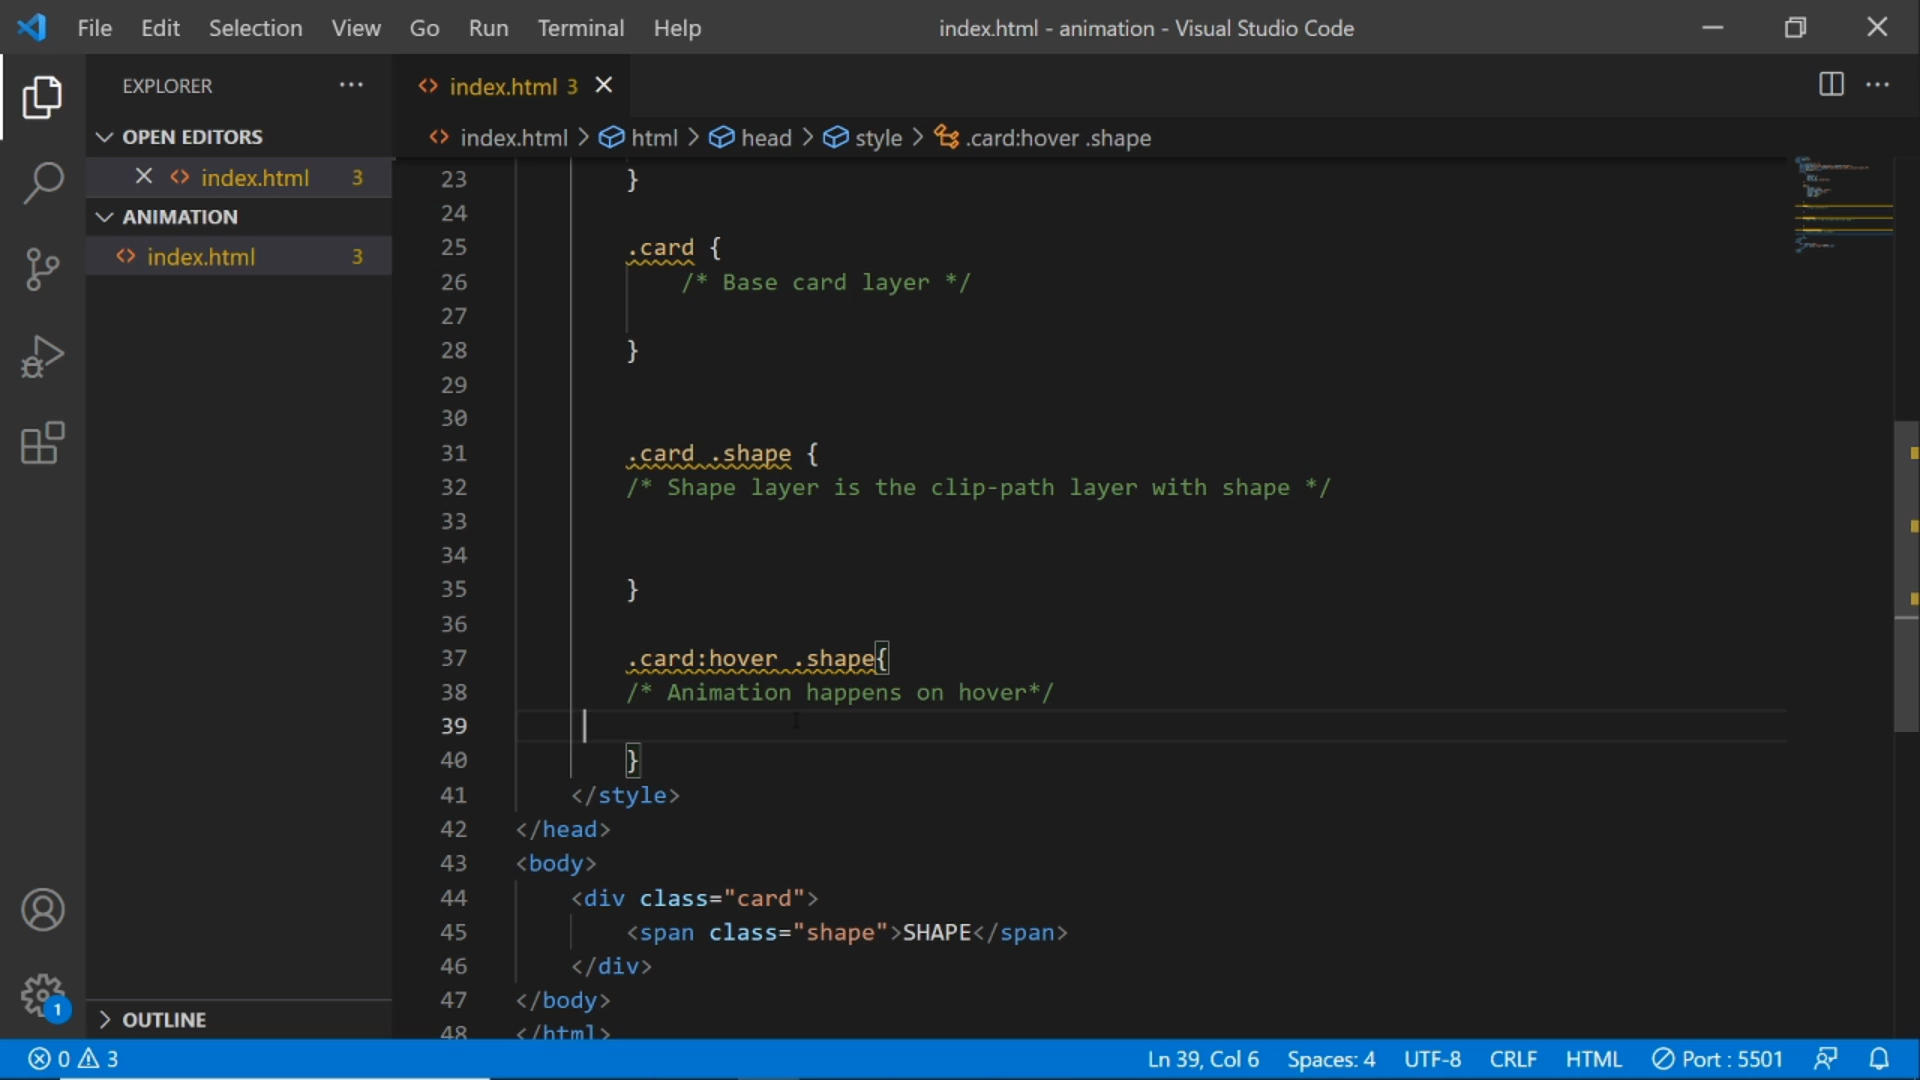 File Edit Selection View Go Run Terminal Help
index.html - animation - Visual Studio Code
EXPLORER ···
OPEN EDITORS
index.html 3
ANIMATION
index.html 3
OUTLINE
index.html 3
index.html > html > head > style > .card:hover .shape
23 }
24
25 .card {
26 /* Base card layer */
27
28 }
29
30
31 .card .shape {
32 /* Shape layer is the clip-path layer with shape */
33
34
35 }
36
37 .card:hover .shape{
38 /* Animation happens on hover*/
39
40 }
41 </style>
42 </head>
43 <body>
44 <div class="card">
45 <span class="shape">SHAPE</span>
46 </div>
47 </body>
48 </html>
1
0 3
Ln 39, Col 6 Spaces: 4 UTF-8 CRLF HTML Port : 5501